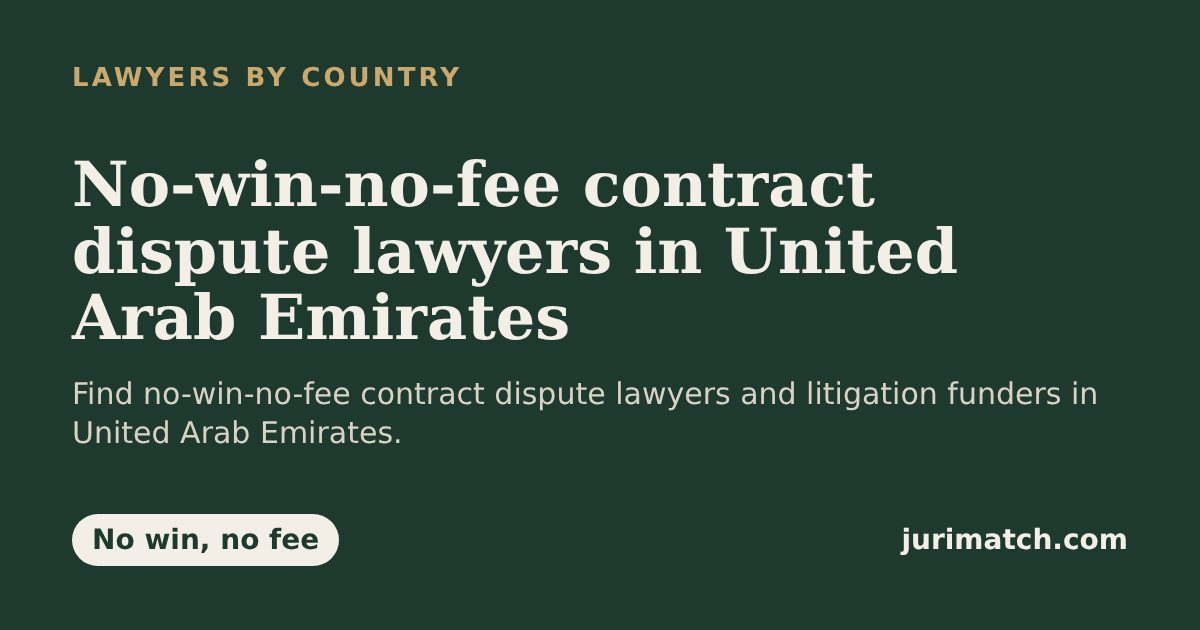 LAWYERS BY COUNTRY
No-win-no-fee contract
dispute lawyers in United
Arab Emirates
Find no-win-no-fee contract dispute lawyers and litigation funders in
United Arab Emirates.
No win, no fee
jurimatch.com